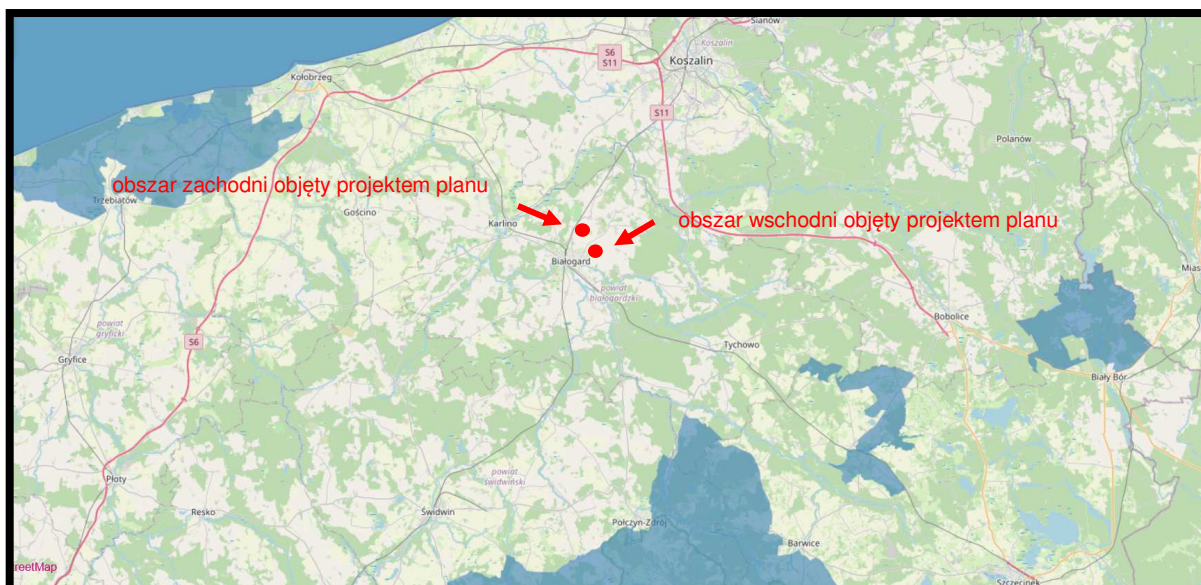 Sianów
S6
S11
Koszalin
Koszalin
Kołobrzeg
S11
Polanów
obszar zachodni objęty projektem planu
Trzebiatów
Gościno
Karlino
obszar wschodni objęty projektem planu
Białogard
Mias
powiat
białogardzki
Bobolice
powiat
gryficki
S6
Tychowo
Gryfice
Biały Bór
powiat
świdwiński
Płoty
Resko
Świdwin
Połczyn-Zdrój
Barwice
reetMap
Szczecinek